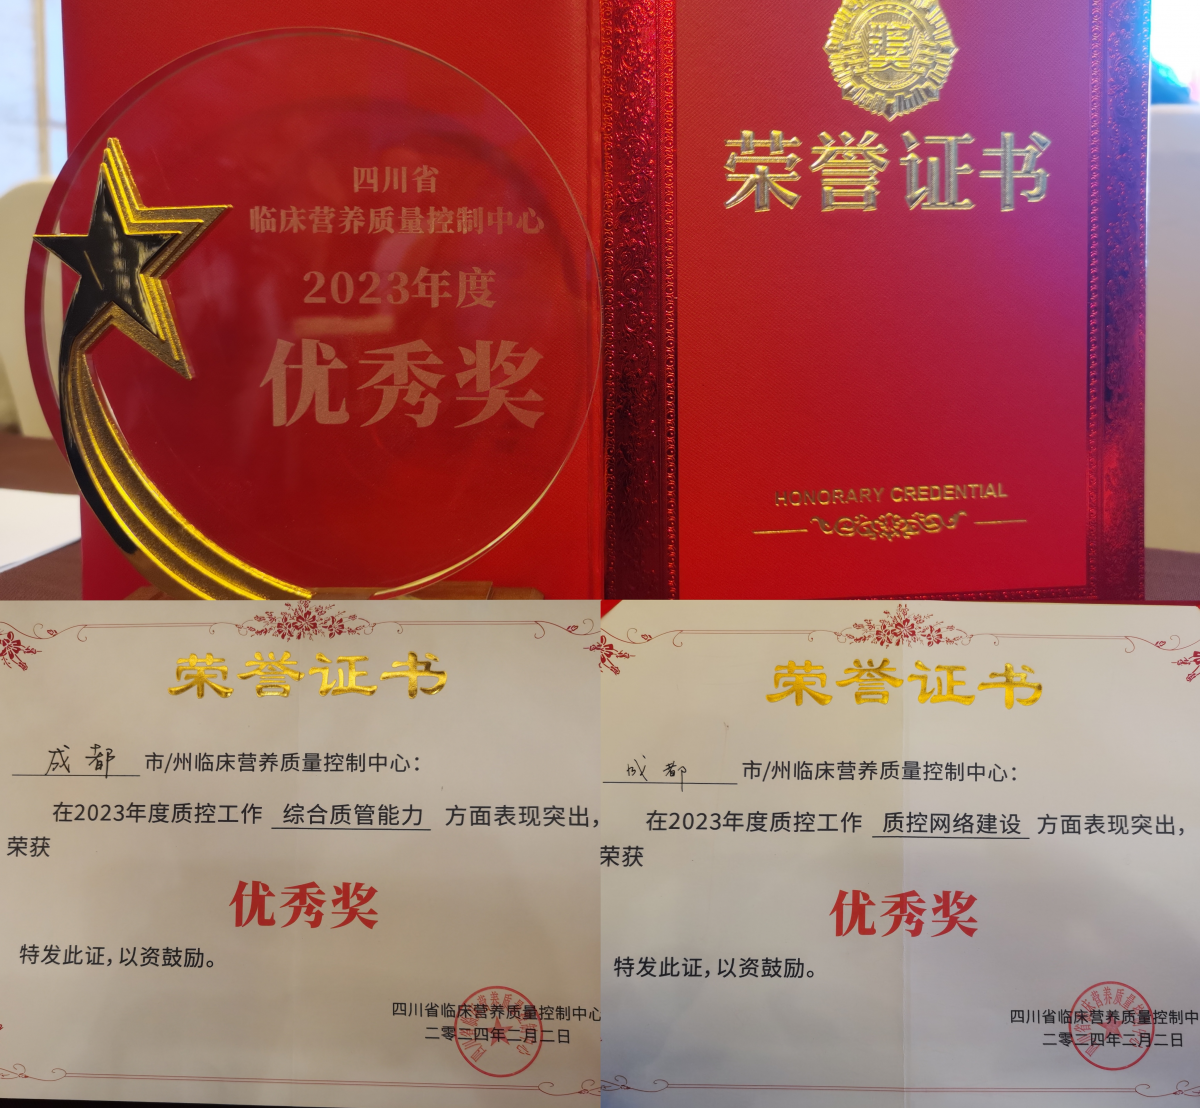 四川省
临床营养质量控制中心
2023年度
优秀奖
奖
荣誉证书
HONORARY CREDENTIAL
荣誉证书
成都 市/州临床营养质量控制中心：
在2023年度质控工作 综合质管能力 方面表现突出，
荣获
优秀奖
特发此证，以资鼓励。
四川省临床营养质量控制中心
二零二四年二月二日
荣誉证书
成都 市/州临床营养质量控制中心：
在2023年度质控工作 质控网络建设 方面表现突出，
荣获
优秀奖
特发此证，以资鼓励。
四川省临床营养质量控制中
二零二四年二月二日